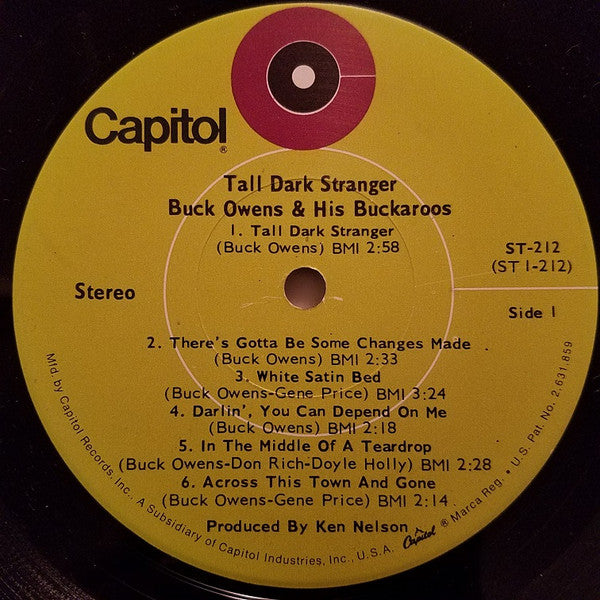 Capitol®
Tall Dark Stranger
Buck Owens & His Buckaroos
1. Tall Dark Stranger
(Buck Owens) BMI 2:58
ST-212
(ST 1-212)
Stereo
Side 1
2. There's Gotta Be Some Changes Made
(Buck Owens) BMI 2:33
3. White Satin Bed
(Buck Owens-Gene Price) BMI 3:24
4. Darlin', You Can Depend On Me
(Buck Owens) BMI 2:18
5. In The Middle Of A Teardrop
(Buck Owens-Don Rich-Doyle Holly) BMI 2:28
6. Across This Town And Gone
(Buck Owens-Gene Price) BMI 2:14
Produced By Ken Nelson
Mfd. by Capitol Records, Inc., A Subsidiary of Capitol Industries, Inc., U.S.A. Capitol ® Marca Reg. • U.S. Pat. No. 2,631,859